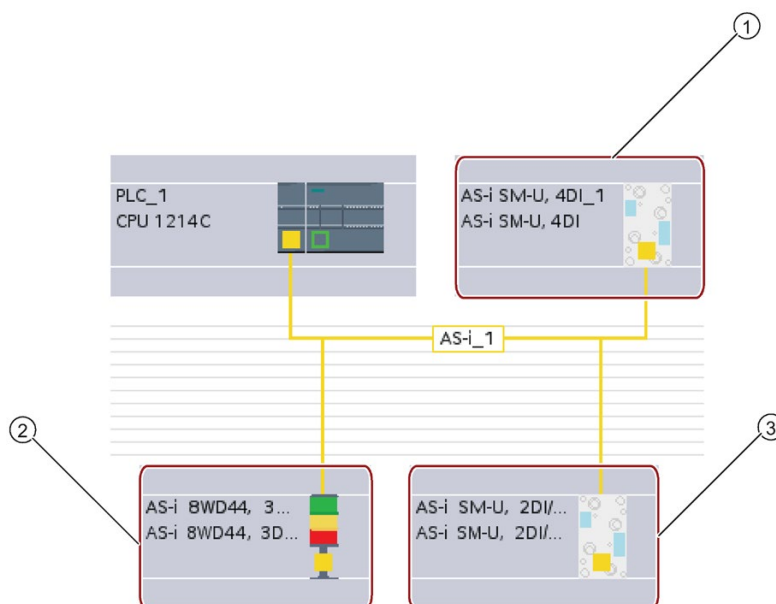 ①
PLC_1
CPU 1214C
AS-i SM-U, 4DI_1
AS-i SM-U, 4DI
AS-i_1
②
③
AS-i 8WD44, 3...
AS-i 8WD44, 3D...
AS-i SM-U, 2DI/...
AS-i SM-U, 2DI/...